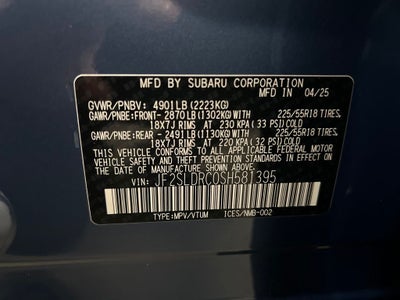 MFD BY SUBARU CORPORATION 04/25
GVWR/PNBV: 4901LB (2223KG)
GAWR/PNBE:FRONT- 2870LB(1302KG)WITH 225/55R18 TIRES,
18X7J RIMS AT 230 KPA (33 PSI)COLD
GAWR/PNBE:REAR - 2491LB(1130KG)WITH 225/55R18 TIRES,
18X7J RIMS AT 220 KPA (32 PSI)COLD
THIS VEHICLE CONFORMS TO ALL APPLICABLE FEDERAL MOTOR
VEHICLE SAFETY AND THEFT PREVENTION STANDARDS IN EFFECT
ON THE DATE OF MANUFACTURE SHOWN ABOVE.
VIN: JF2SLDRC0SH581395
TYPE:MPV/VTUM ICES/NMB-002